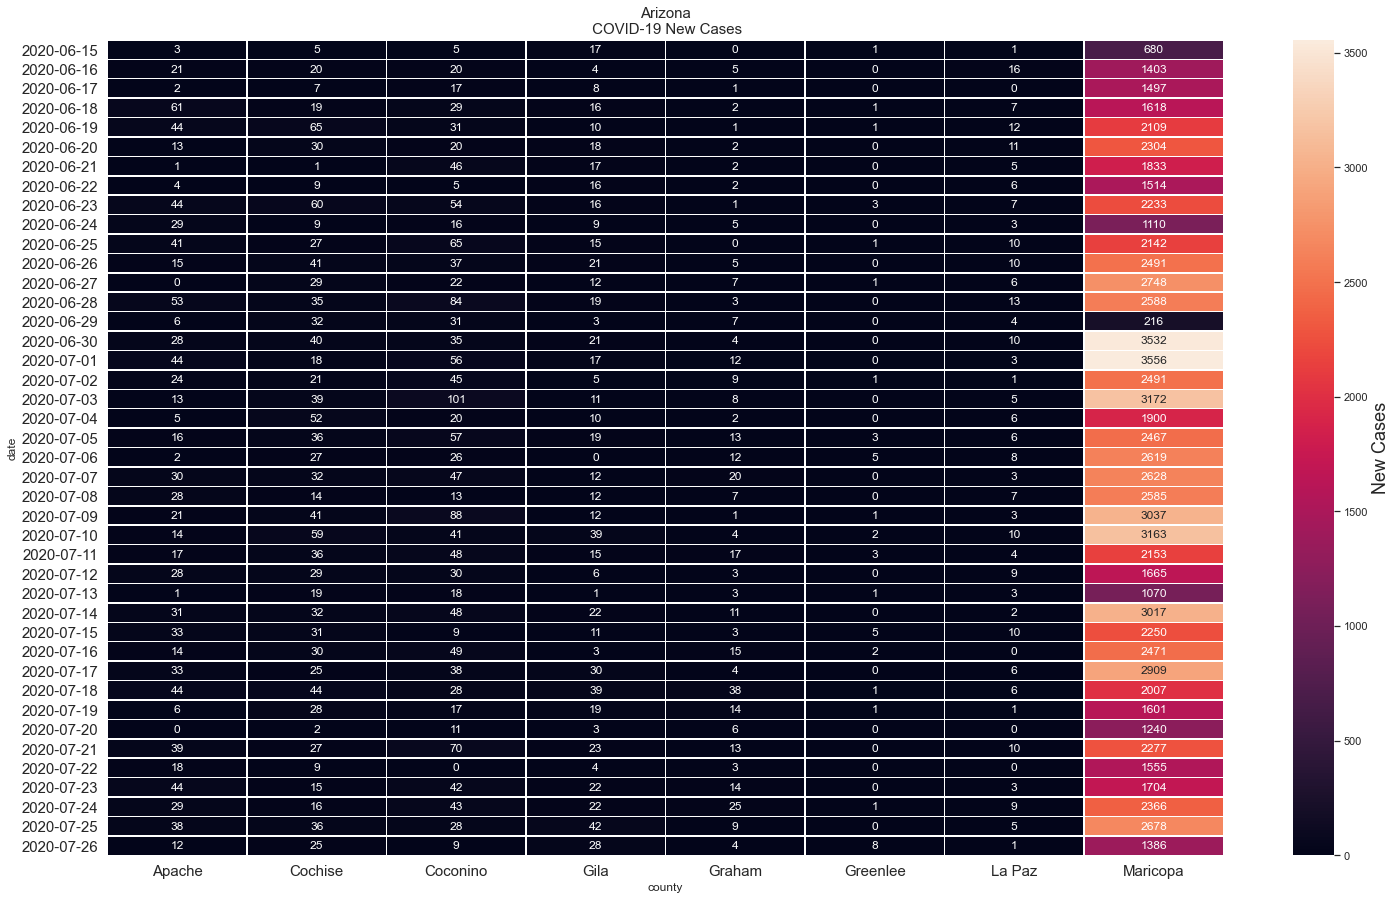 Arizona
COVID-19 New Cases
2020-06-15 3 5 5 17 0 1 1 680
2020-06-16 21 20 20 4 5 0 16 1403
2020-06-17 2 7 17 8 1 0 0 1497
2020-06-18 61 19 29 16 2 1 7 1618
2020-06-19 44 65 31 10 1 1 12 2109
2020-06-20 13 30 20 18 2 0 11 2304
2020-06-21 1 1 46 17 2 0 5 1833
2020-06-22 4 9 5 16 2 0 6 1514
2020-06-23 44 60 54 16 1 3 7 2233
2020-06-24 29 9 16 9 5 0 3 1110
2020-06-25 41 27 65 15 0 1 10 2142
2020-06-26 15 41 37 21 5 0 10 2491
2020-06-27 0 29 22 12 7 1 6 2748
2020-06-28 53 35 84 19 3 0 13 2588
2020-06-29 6 32 31 3 7 0 4 216
2020-06-30 28 40 35 21 4 0 10 3532
2020-07-01 44 18 56 17 12 0 3 3556
2020-07-02 24 21 45 5 9 1 1 2491
2020-07-03 13 39 101 11 8 0 5 3172
2020-07-04 5 52 20 10 2 0 6 1900
2020-07-05 16 36 57 19 13 3 6 2467
2020-07-06 2 27 26 0 12 5 8 2619
2020-07-07 30 32 47 12 20 0 3 2628
2020-07-08 28 14 13 12 7 0 7 2585
2020-07-09 21 41 88 12 1 1 3 3037
2020-07-10 14 59 41 39 4 2 10 3163
2020-07-11 17 36 48 15 17 3 4 2153
2020-07-12 28 29 30 6 3 0 9 1665
2020-07-13 1 19 18 1 3 1 3 1070
2020-07-14 31 32 48 22 11 0 2 3017
2020-07-15 33 31 9 11 3 5 10 2250
2020-07-16 14 30 49 3 15 2 0 2471
2020-07-17 33 25 38 30 4 0 6 2909
2020-07-18 44 44 28 39 38 1 6 2007
2020-07-19 6 28 17 19 14 1 1 1601
2020-07-20 0 2 11 3 6 0 0 1240
2020-07-21 39 27 70 23 13 0 10 2277
2020-07-22 18 9 0 4 3 0 0 1555
2020-07-23 44 15 42 22 14 0 3 1704
2020-07-24 29 16 43 22 25 1 9 2366
2020-07-25 38 36 28 42 9 0 5 2678
2020-07-26 12 25 9 28 4 8 1 1386
Apache Cochise Coconino Gila Graham Greenlee La Paz Maricopa
county
date
3500
3000
2500
2000
1500
1000
500
0
New Cases